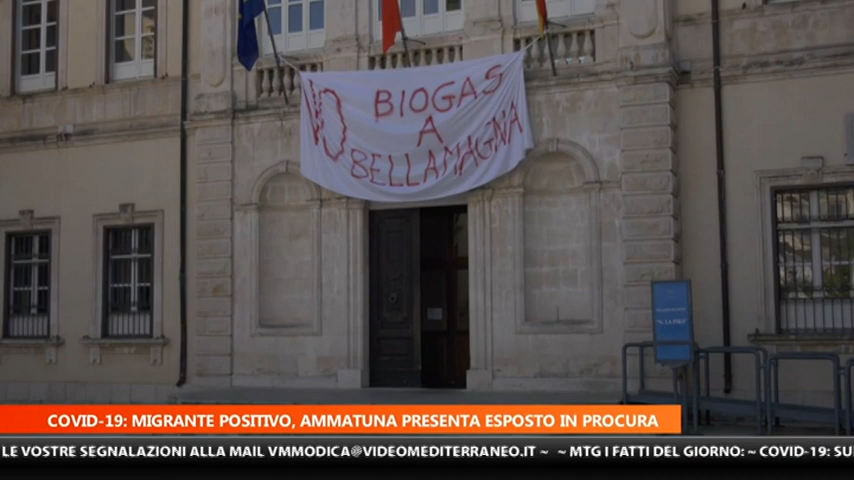 NO BIOGAS
A
BELLAMAGNA
COVID-19: MIGRANTE POSITIVO, AMMATUNA PRESENTA ESPOSTO IN PROCURA
LE VOSTRE SEGNALAZIONI ALLA MAIL VMMODICA@VIDEOMEDITERRANEO.IT ~ ~ MTG I FATTI DEL GIORNO: ~ COVID-19: SU